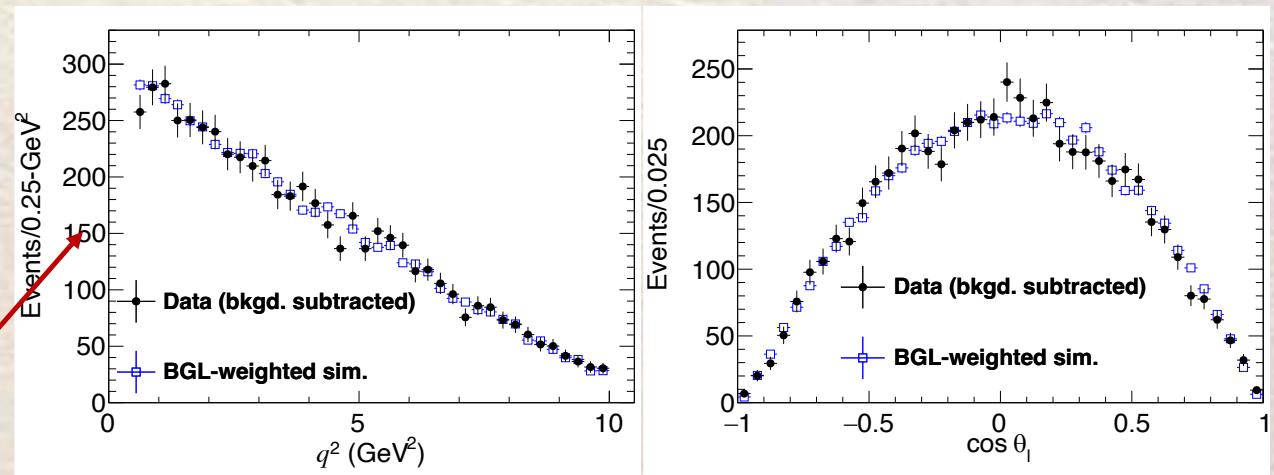 Events/0.25-GeV²
300
250
200
150
100
50
0
Data (bkgd. subtracted)
BGL-weighted sim.
0 5 10
q² (GeV²)
Events/0.025
250
200
150
100
50
0
Data (bkgd. subtracted)
BGL-weighted sim.
−1 −0.5 0 0.5 1
cos θₗ